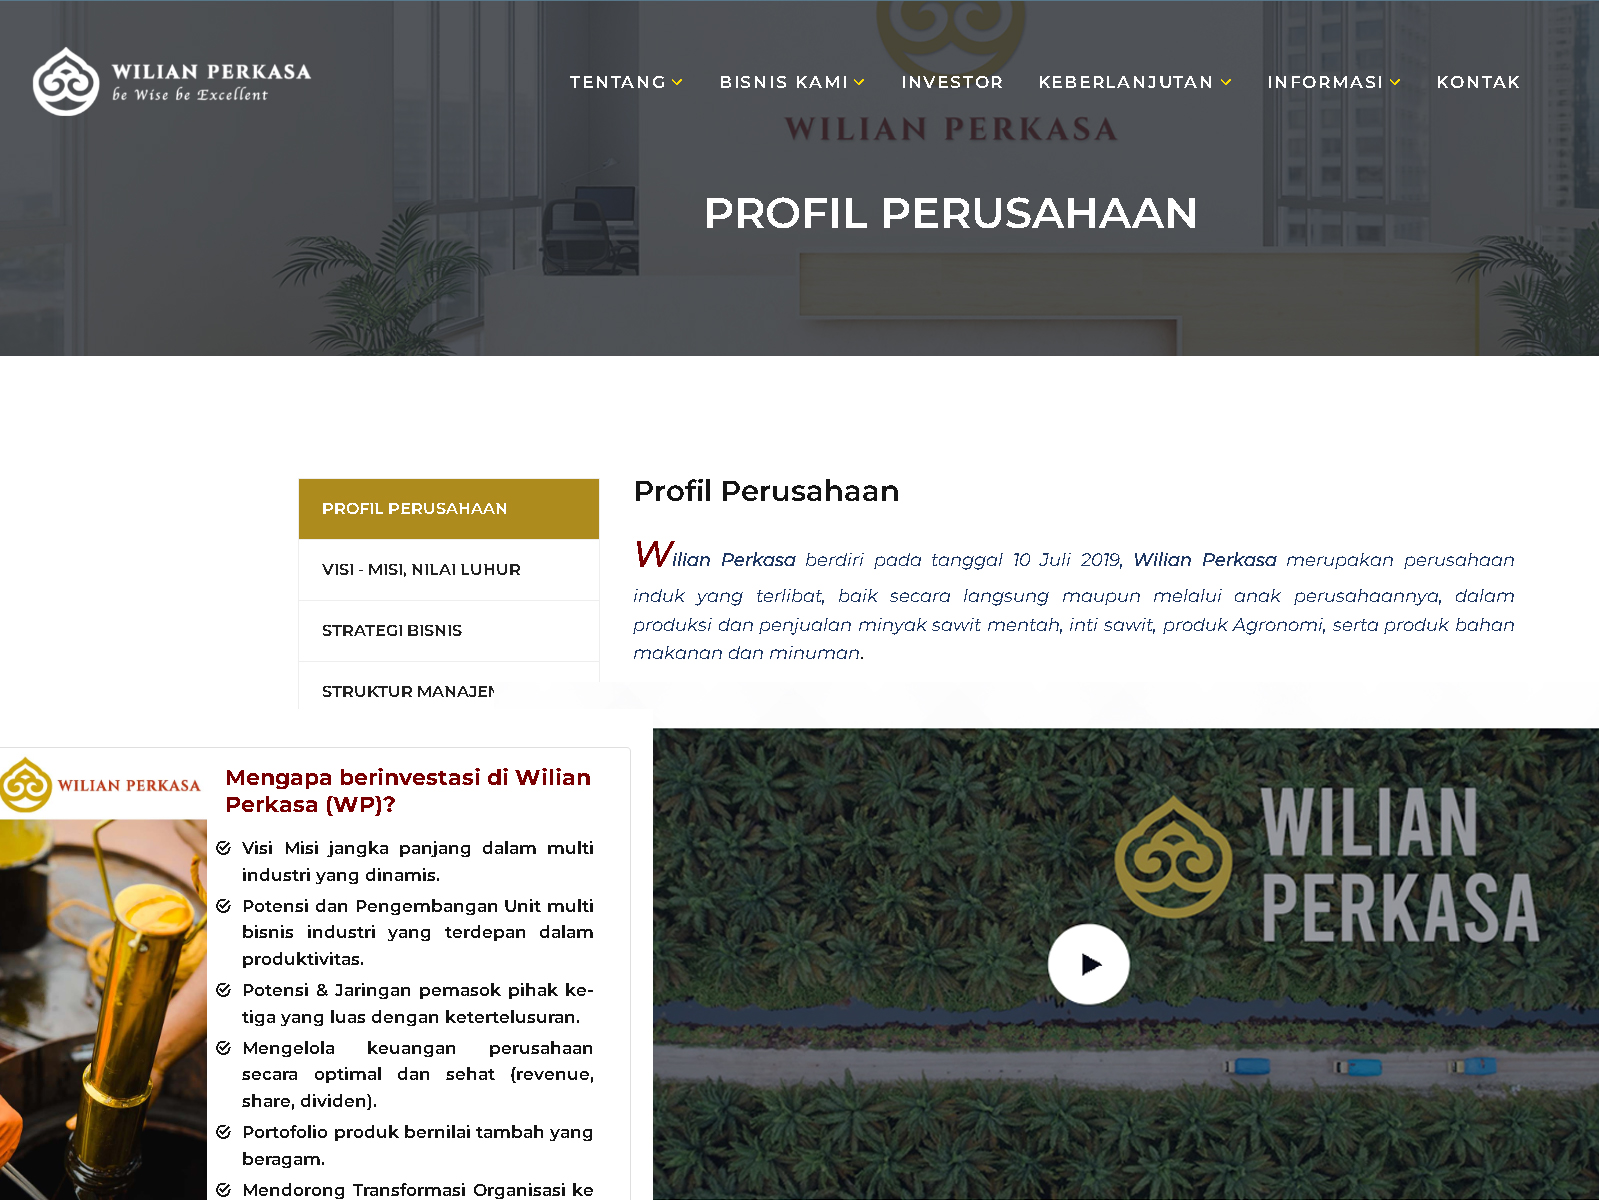 WILIAN PERKASA
be Wise be Excellent
TENTANG
BISNIS KAMI
INVESTOR
KEBERLANJUTAN
INFORMASI
KONTAK
WILIAN PERKASA
PROFIL PERUSAHAAN
PROFIL PERUSAHAAN
VISI - MISI, NILAI LUHUR
STRATEGI BISNIS
STRUKTUR MANAJEM
Profil Perusahaan
Wilian Perkasa berdiri pada tanggal 10 Juli 2019, Wilian Perkasa merupakan perusahaan
induk yang terlibat, baik secara langsung maupun melalui anak perusahaannya, dalam
produksi dan penjualan minyak sawit mentah, inti sawit, produk Agronomi, serta produk bahan
makanan dan minuman.
WILIAN PERKASA
Mengapa berinvestasi di Wilian
Perkasa (WP)?
Visi Misi jangka panjang dalam multi
industri yang dinamis.
Potensi dan Pengembangan Unit multi
bisnis industri yang terdepan dalam
produktivitas.
Potensi & Jaringan pemasok pihak ke-
tiga yang luas dengan ketertelusuran.
Mengelola keuangan perusahaan
secara optimal dan sehat (revenue,
share, dividen).
Portofolio produk bernilai tambah yang
beragam.
Mendorong Transformasi Organisasi ke
WILIAN
PERKASA